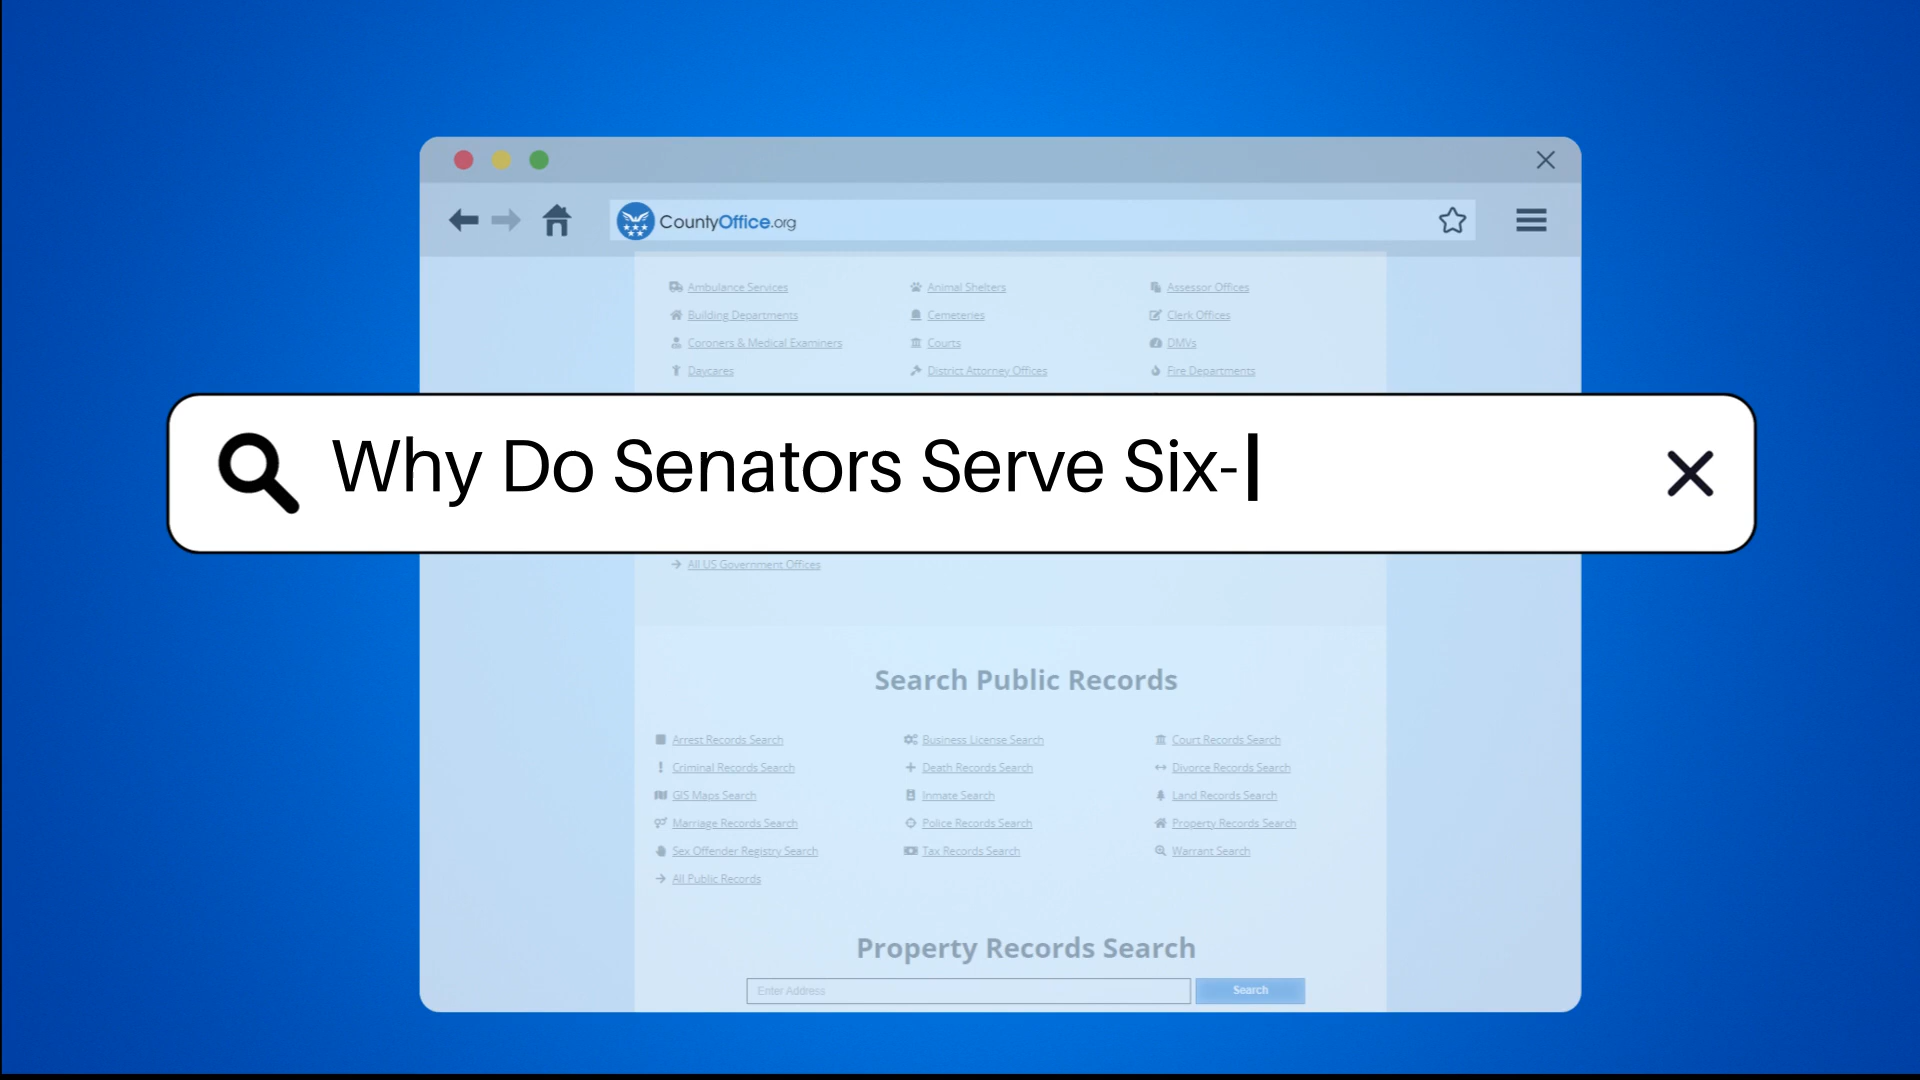 CountyOffice.org
Ambulance Services Animal Shelters Assessor Offices
Building Departments Cemeteries Clerk Offices
Coroners & Medical Examiners Courts DMVs
Daycares District Attorney Offices Fire Departments
Why Do Senators Serve Six-
All US Government Offices
Search Public Records
Arrest Records Search Business License Search Court Records Search
Criminal Records Search Death Records Search Divorce Records Search
GIS Maps Search Inmate Search Land Records Search
Marriage Records Search Police Records Search Property Records Search
Sex Offender Registry Search Tax Records Search Warrant Search
All Public Records
Property Records Search
Enter Address Search